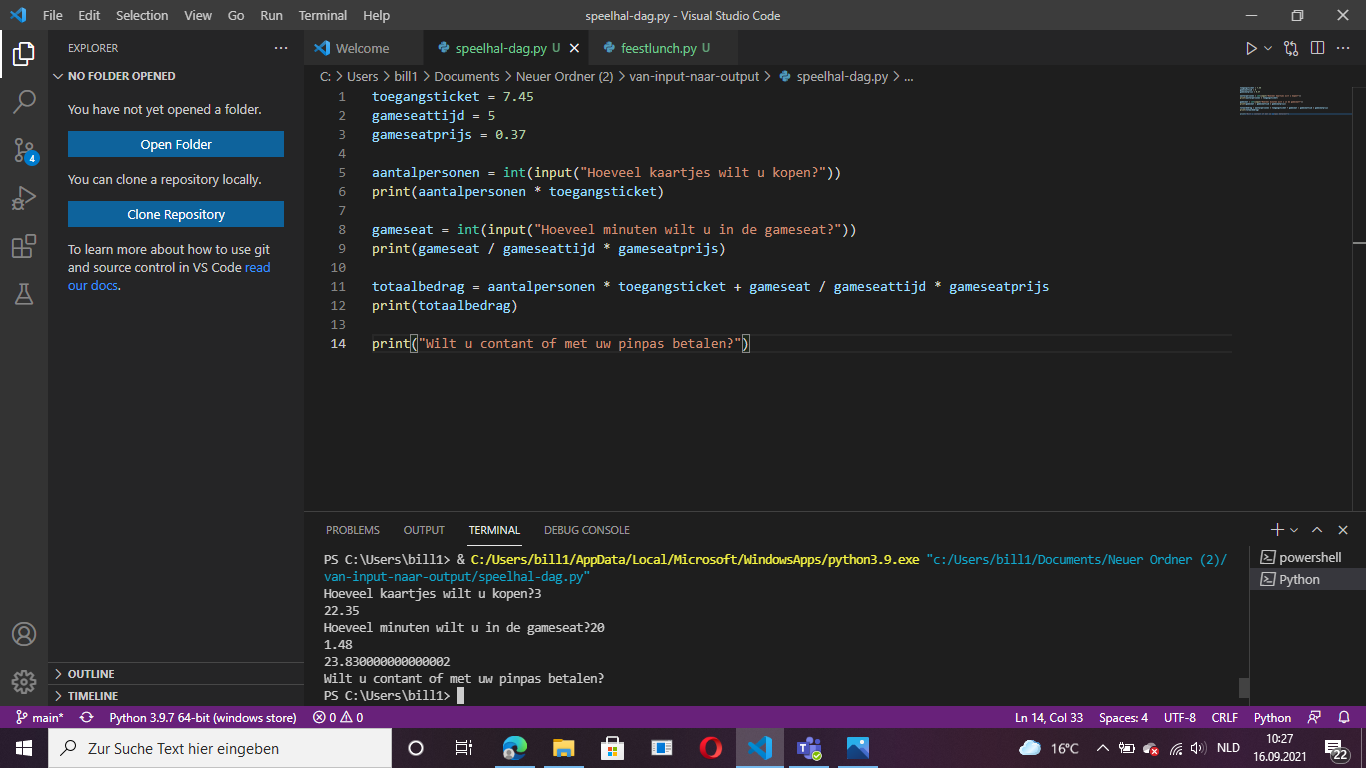 File Edit Selection View Go Run Terminal Help speelhal-dag.py - Visual Studio Code
EXPLORER
NO FOLDER OPENED
You have not yet opened a folder.
Open Folder
You can clone a repository locally.
Clone Repository
To learn more about how to use git
and source control in VS Code read
our docs.
OUTLINE
TIMELINE
4
Welcome speelhal-dag.py U feestlunch.py U
C: > Users > bill1 > Documents > Neuer Ordner (2) > van-input-naar-output > speelhal-dag.py > ...
1 toegangsticket = 7.45
2 gameseattijd = 5
3 gameseatprijs = 0.37
4
5 aantalpersonen = int(input("Hoeveel kaartjes wilt u kopen?"))
6 print(aantalpersonen * toegangsticket)
7
8 gameseat = int(input("Hoeveel minuten wilt u in de gameseat?"))
9 print(gameseat / gameseattijd * gameseatprijs)
10
11 totaalbedrag = aantalpersonen * toegangsticket + gameseat / gameseattijd * gameseatprijs
12 print(totaalbedrag)
13
14 print("Wilt u contant of met uw pinpas betalen?")
PROBLEMS OUTPUT TERMINAL DEBUG CONSOLE
PS C:\Users\bill1> & C:/Users/bill1/AppData/Local/Microsoft/WindowsApps/python3.9.exe "c:/Users/bill1/Documents/Neuer Ordner (2)/
van-input-naar-output/speelhal-dag.py"
Hoeveel kaartjes wilt u kopen?3
22.35
Hoeveel minuten wilt u in de gameseat?20
1.48
23.830000000000002
Wilt u contant of met uw pinpas betalen?
PS C:\Users\bill1>
powershell
Python
main* Python 3.9.7 64-bit (windows store) 0 0 Ln 14, Col 33 Spaces: 4 UTF-8 CRLF Python
Zur Suche Text hier eingeben 16°C NLD 10:27
16.09.2021
22